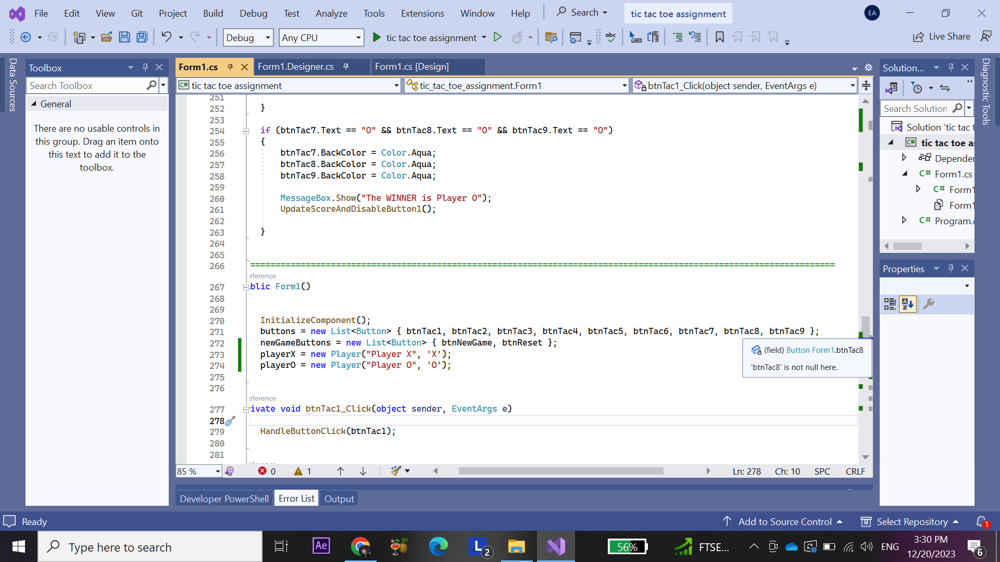 File Edit View Git Project Build Debug Test Analyze Tools Extensions Window Help Search tic tac toe assignment EA
Debug Any CPU tic tac toe assignment abc Live Share
Data Sources
Toolbox
Search Toolbox
General
There are no usable controls in
this group. Drag an item onto
this text to add it to the
toolbox.
Form1.cs Form1.Designer.cs Form1.cs [Design]
C# tic tac toe assignment tic_tac_toe_assignment.Form1 btnTac1_Click(object sender, EventArgs e)
251
252 }
253
254 if (btnTac7.Text == "O" && btnTac8.Text == "O" && btnTac9.Text == "O")
255 {
256 btnTac7.BackColor = Color.Aqua;
257 btnTac8.BackColor = Color.Aqua;
258 btnTac9.BackColor = Color.Aqua;
259
260 MessageBox.Show("The WINNER is Player O");
261 UpdateScoreAndDisableButton1();
262
263 }
264
265
266 =====================================================================================================================
eference
267 blic Form1()
268
269
270 InitializeComponent();
271 buttons = new List<Button> { btnTac1, btnTac2, btnTac3, btnTac4, btnTac5, btnTac6, btnTac7, btnTac8, btnTac9 };
272 newGameButtons = new List<Button> { btnNewGame, btnReset };
273 playerX = new Player("Player X", 'X');
274 playerO = new Player("Player O", 'O');
275
276
(field) Button Form1.btnTac8
'btnTac8' is not null here.
eference
277 ivate void btnTac1_Click(object sender, EventArgs e)
278
279 HandleButtonClick(btnTac1);
280
281
85 % 0 1 Ln: 278 Ch: 10 SPC CRLF
Developer PowerShell Error List Output
Solution...
Search Solution
Solution 'tic tac t
C# tic tac toe as
Depender
C# Form1.cs
C# Form1
Form1
C# Program.c
Properties
Diagnostic Tools
Ready Add to Source Control Select Repository 1
Type here to search Ae L 2 56% FTSE... ENG 3:30 PM
12/20/2023 6